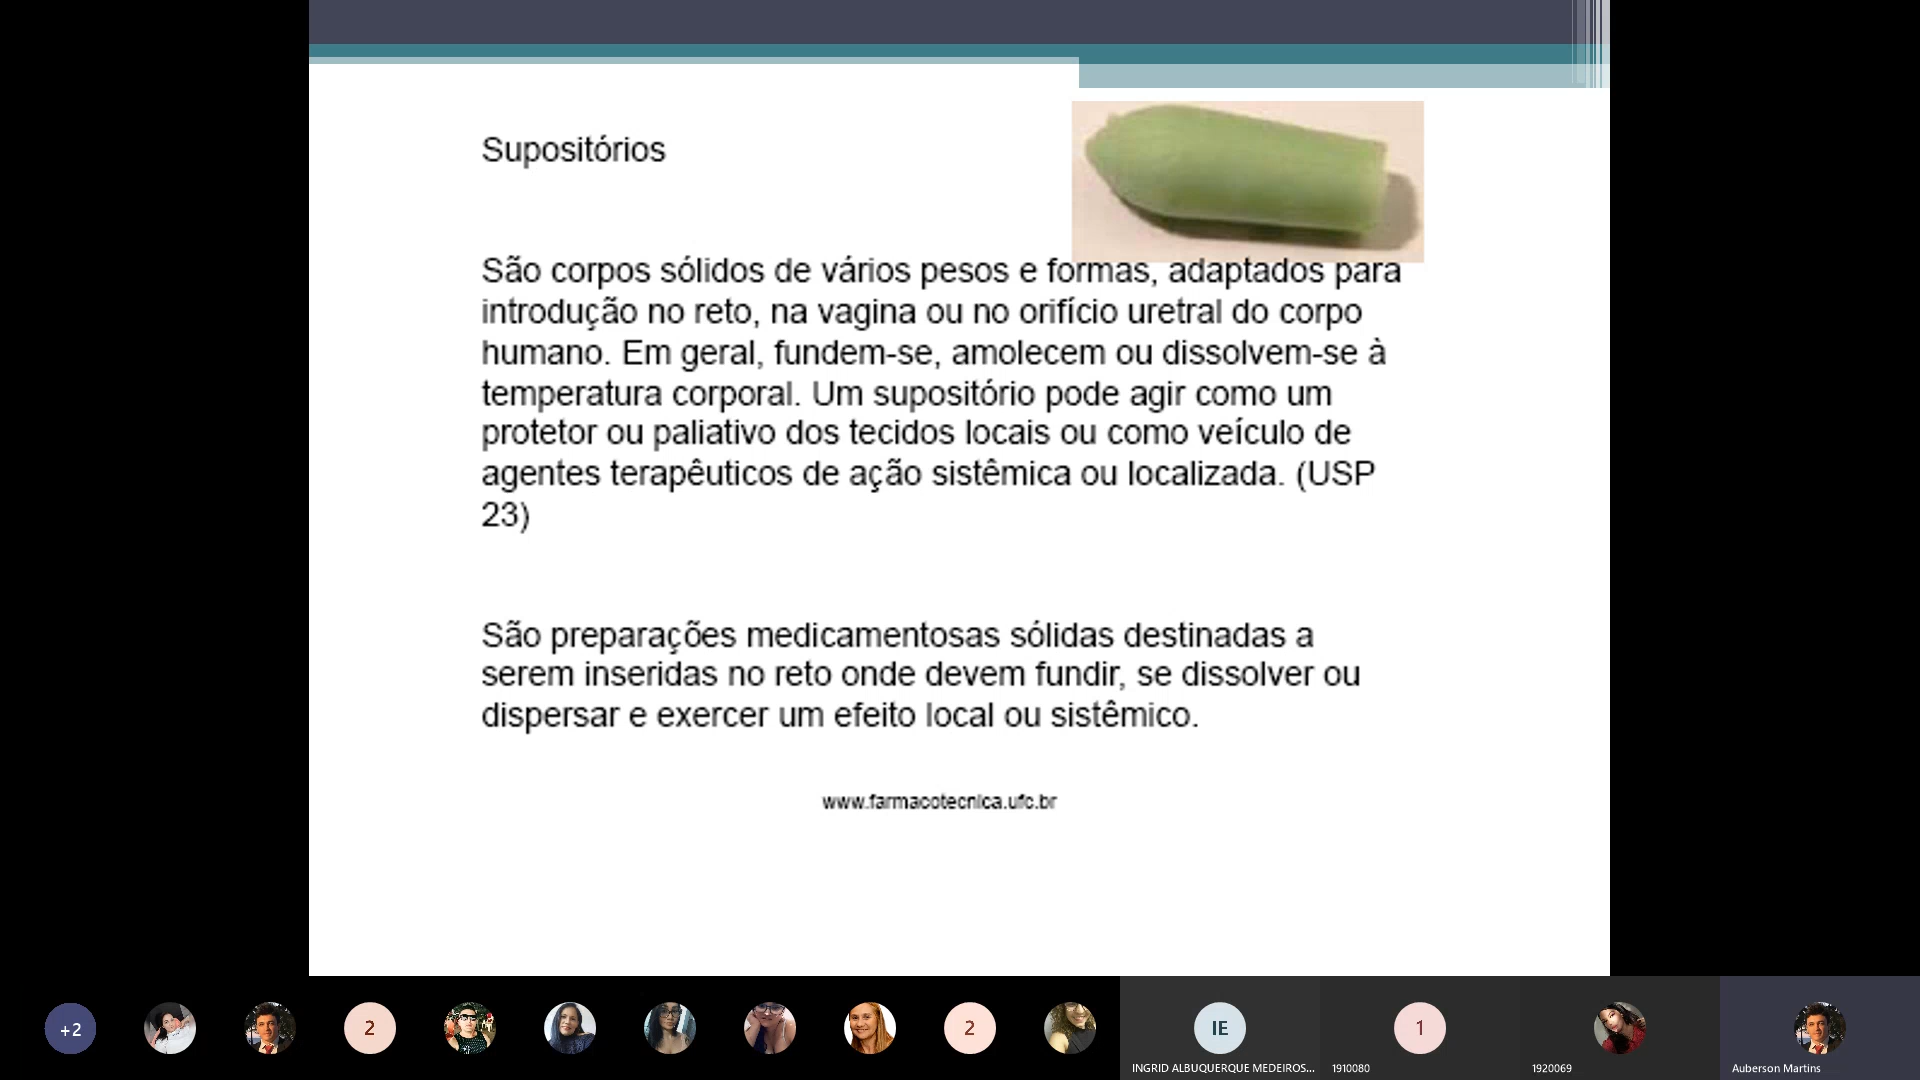 Supositórios
São corpos sólidos de vários pesos e formas, adaptados para
introdução no reto, na vagina ou no orifício uretral do corpo
humano. Em geral, fundem-se, amolecem ou dissolvem-se à
temperatura corporal. Um supositório pode agir como um
protetor ou paliativo dos tecidos locais ou como veículo de
agentes terapêuticos de ação sistêmica ou localizada. (USP
23)
São preparações medicamentosas sólidas destinadas a
serem inseridas no reto onde devem fundir, se dissolver ou
dispersar e exercer um efeito local ou sistêmico.
www.farmacotecnica.ufc.br
+2
2
2
IE
1
INGRID ALBUQUERQUE MEDEIROS...
1910080
1920069
Auberson Martins